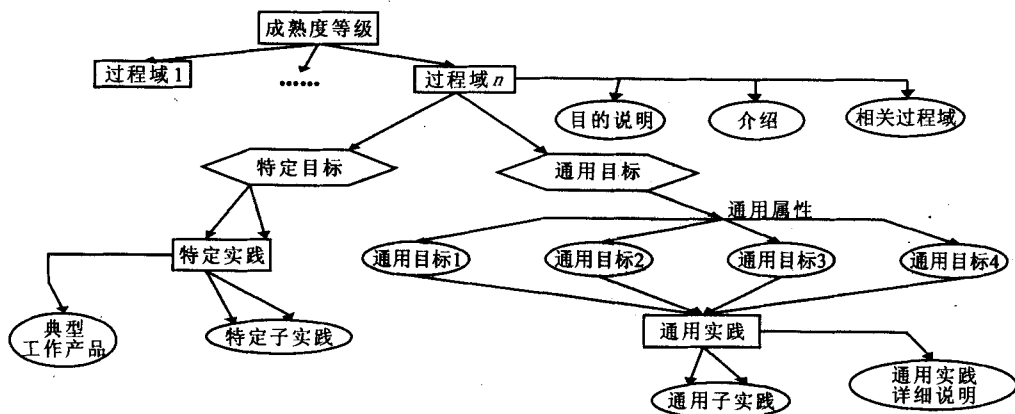 成熟度等级
过程域1
······
过程域n
目的说明
介绍
相关过程域
特定目标
通用目标
通用属性
特定实践
通用目标1
通用目标2
通用目标3
通用目标4
典型
工作产品
特定子实践
通用实践
通用子实践
通用实践
详细说明